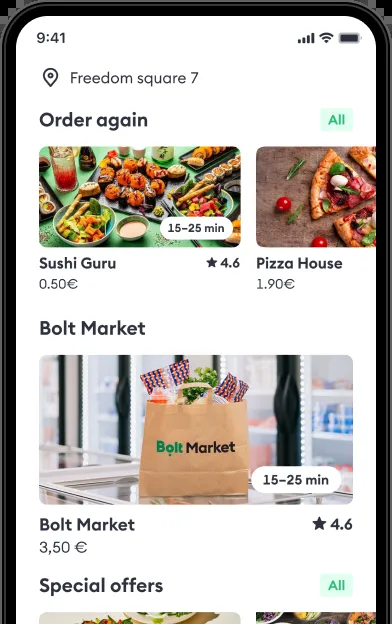 9:41
Freedom square 7
Order again
All
15–25 min
Sushi Guru
4.6
Pizza House
0.50€
1.90€
Bolt Market
Bolt Market
15–25 min
Bolt Market
4.6
3,50 €
Special offers
All